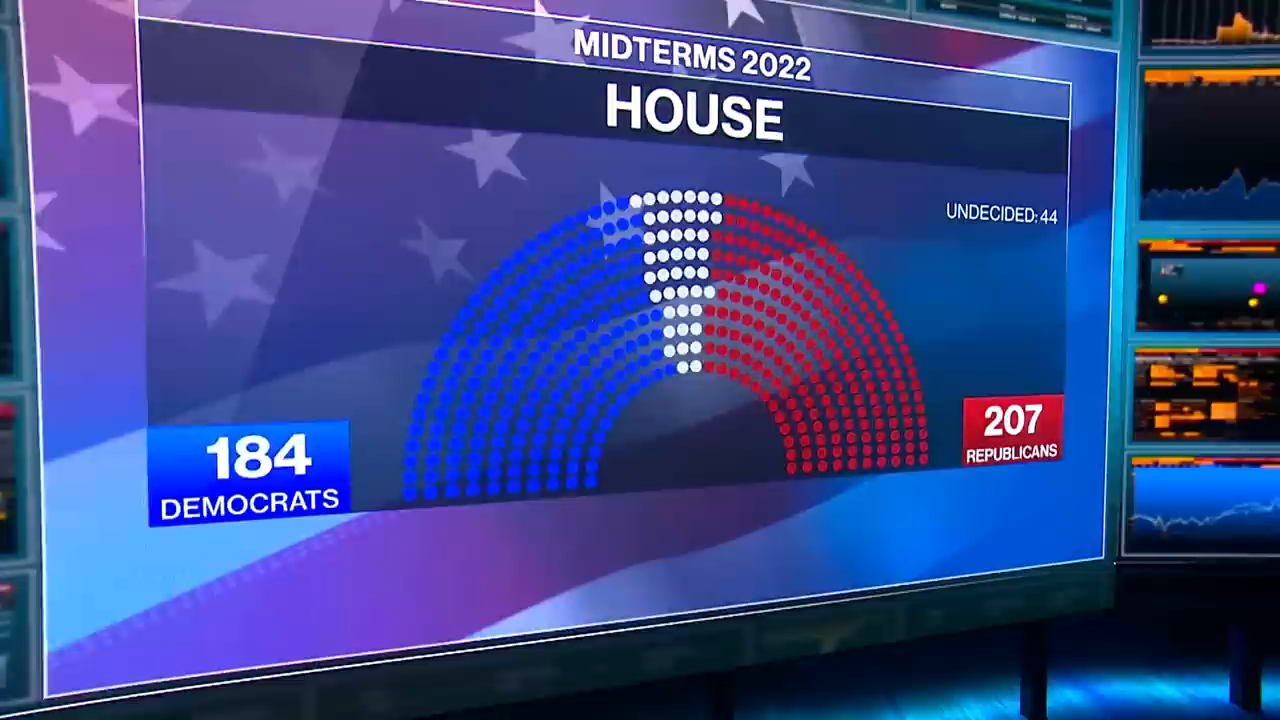 MIDTERMS 2022
HOUSE
UNDECIDED: 44
184
DEMOCRATS
207
REPUBLICANS